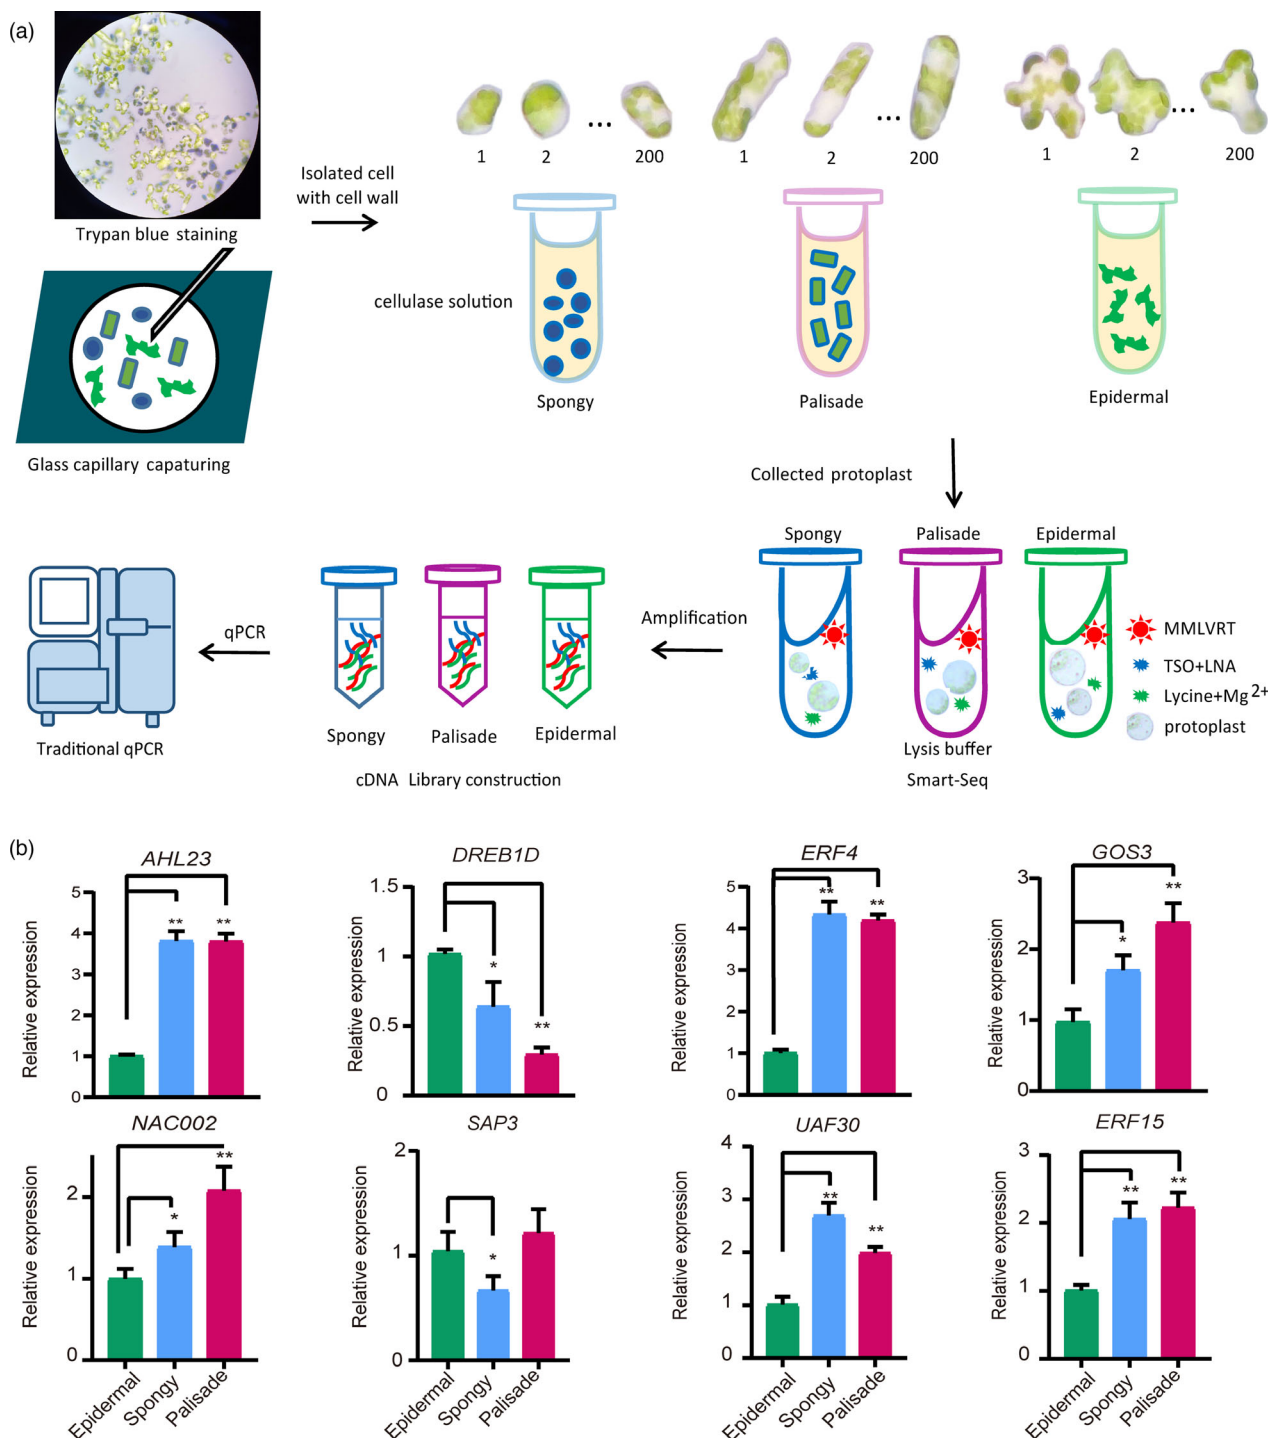 (a)
Trypan blue staining
Isolated cell
with cell wall
1 2 ... 200
1 2 ... 200
1 2 ... 200
cellulase solution
Spongy
Palisade
Epidermal
Glass capillary capaturing
Collected protoplast
Spongy
Palisade
Epidermal
MMLVRT
TSO+LNA
Lycine+Mg2+
protoplast
Lysis buffer
Smart-Seq
Amplification
Spongy
Palisade
Epidermal
cDNA Library construction
qPCR
Traditional qPCR
(b)
AHL23
Relative expression
5
4
3
2
1
0
**
**
DREB1D
Relative expression
1.5
1
0.5
0
*
**
ERF4
Relative expression
5
4
3
2
1
0
**
**
GOS3
Relative expression
3
2
1
0
*
**
NAC002
Relative expression
2
1
0
*
**
Epidermal
Spongy
Palisade
SAP3
Relative expression
2
1
0
*
Epidermal
Spongy
Palisade
UAF30
Relative expression
4
3
2
1
0
**
**
Epidermal
Spongy
Palisade
ERF15
Relative expression
3
2
1
0
**
**
Epidermal
Spongy
Palisade